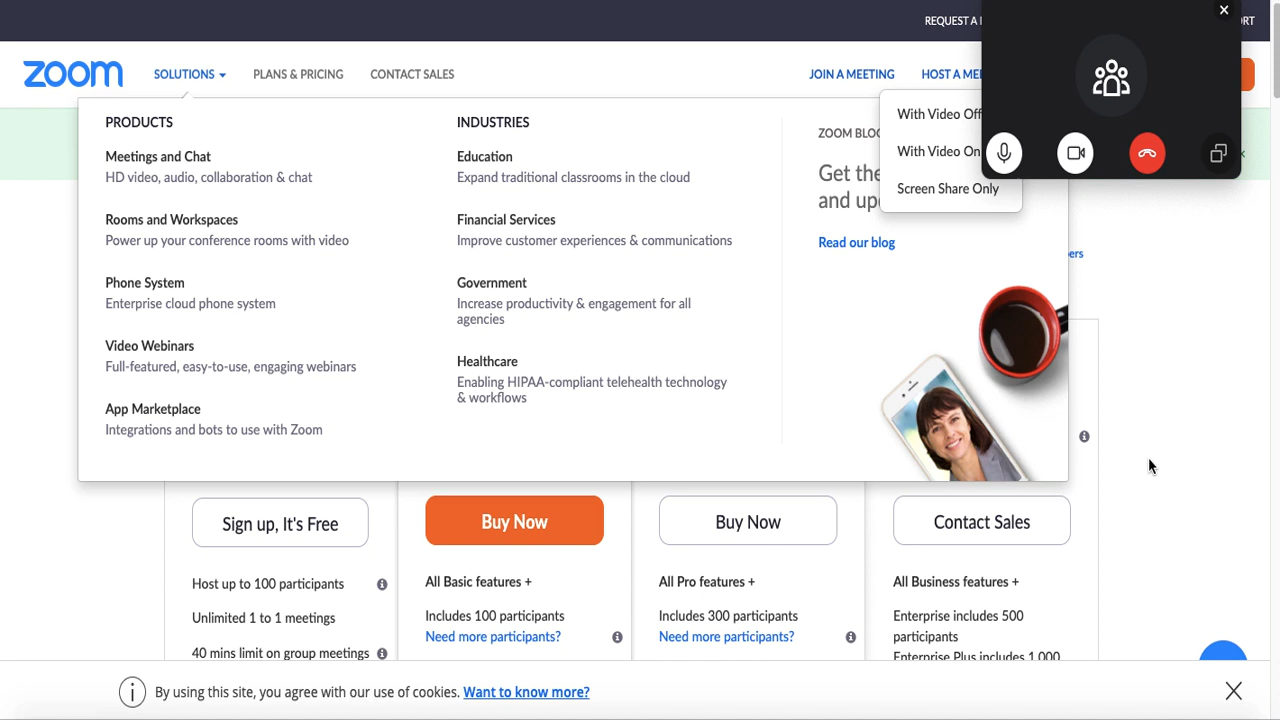 REQUEST A
RT
zoom
SOLUTIONS
PLANS & PRICING
CONTACT SALES
JOIN A MEETING
HOST A MEE
PRODUCTS
Meetings and Chat
HD video, audio, collaboration & chat
Rooms and Workspaces
Power up your conference rooms with video
Phone System
Enterprise cloud phone system
Video Webinars
Full-featured, easy-to-use, engaging webinars
App Marketplace
Integrations and bots to use with Zoom
INDUSTRIES
Education
Expand traditional classrooms in the cloud
Financial Services
Improve customer experiences & communications
Government
Increase productivity & engagement for all
agencies
Healthcare
Enabling HIPAA-compliant telehealth technology
& workflows
ZOOM BLOG
Get the
and up
Read our blog
With Video Off
With Video On
Screen Share Only
ers
Sign up, It's Free
Host up to 100 participants
Unlimited 1 to 1 meetings
40 mins limit on group meetings
Buy Now
All Basic features +
Includes 100 participants
Need more participants?
Buy Now
All Pro features +
Includes 300 participants
Need more participants?
Contact Sales
All Business features +
Enterprise includes 500
participants
Enterprise Plus includes 1,000
By using this site, you agree with our use of cookies. Want to know more?